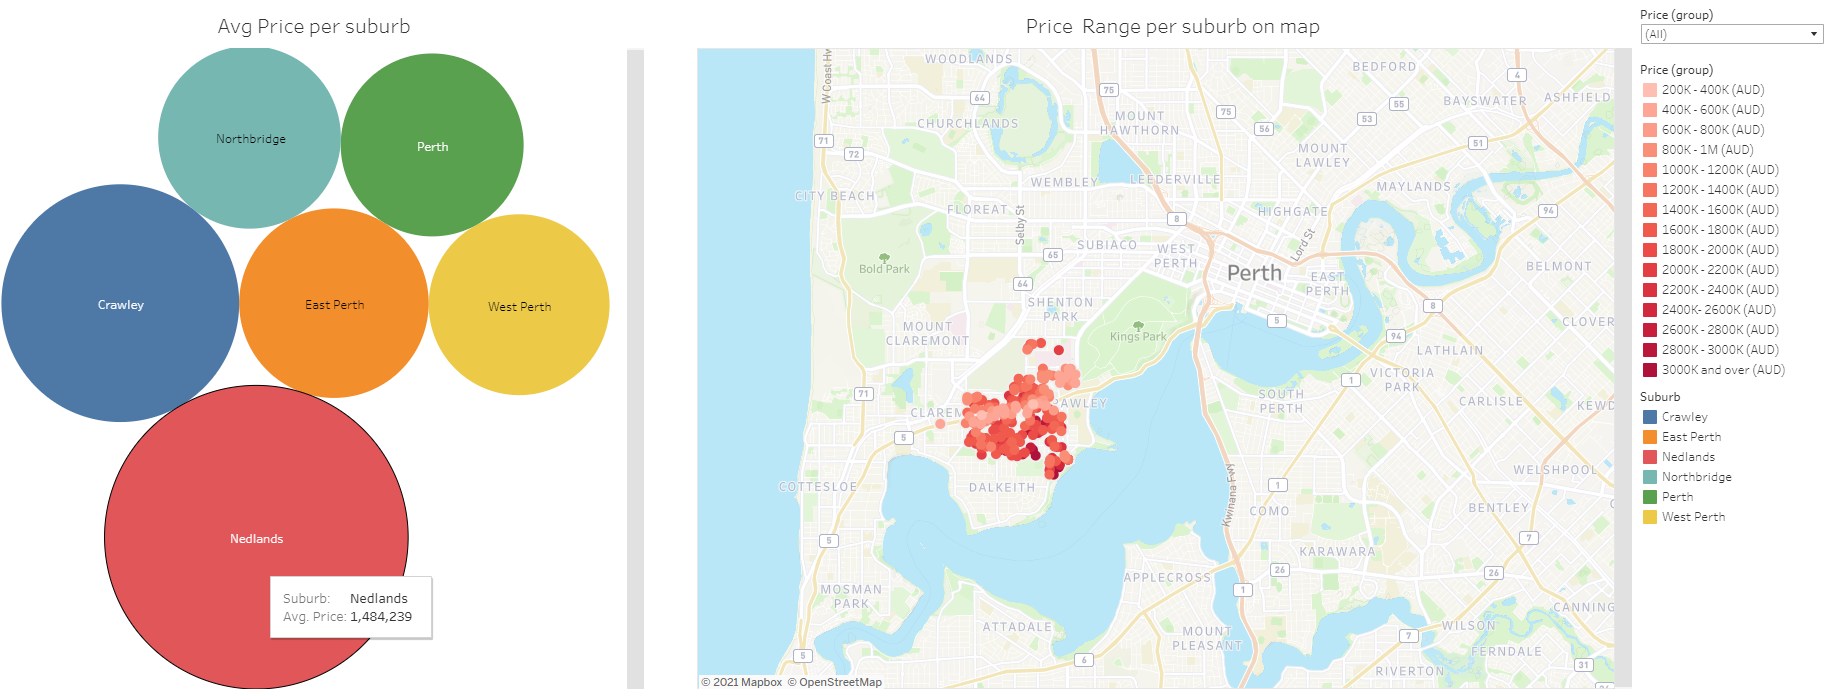 Avg Price per suburb
Northbridge
Perth
Crawley
East Perth
West Perth
Nedlands
Suburb: Nedlands
Avg. Price: 1,484,239
Price Range per suburb on map
WOODLANDS
W Coast Hw
64
CHURCHLANDS
71
72
CITY BEACH
FLOREAT
Selby St
WEMBLEY
75
MOUNT
HAWTHORN
LEEDERVILLE
75
56
MOUNT
LAWLEY
53
55
BEDFORD
4
BAYSWATER
ASHFIELD
51
MAYLANDS
94
HIGHGATE
Lord St
8
SUBIACO
WEST
PERTH
65
64
Bold Park
SHENTON
PARK
MOUNT
CLAREMONT
Kings Park
Perth
EAST
PERTH
5
BELMONT
8
94
CLOVER
LATHLAIN
VICTORIA
PARK
1
SOUTH
PERTH
CARLISLE
KEWD
71
CLAREM
RAWLEY
5
DALKEITH
COTTESLOE
5
MOSMAN
PARK
5
ATTADALE
6
APPLECROSS
MOUNT
PLEASANT
Kwinana Fwy
1
COMO
KARAWARA
26
1
WELSHPOOL
BENTLEY
7
26
CANNING
WILSON
7
FERNDALE
RIVERTON
31
© 2021 Mapbox © OpenStreetMap
Price (group)
(All)
Price (group)
200K - 400K (AUD)
400K - 600K (AUD)
600K - 800K (AUD)
800K - 1M (AUD)
1000K - 1200K (AUD)
1200K - 1400K (AUD)
1400K - 1600K (AUD)
1600K - 1800K (AUD)
1800K - 2000K (AUD)
2000K - 2200K (AUD)
2200K - 2400K (AUD)
2400K- 2600K (AUD)
2600K - 2800K (AUD)
2800K - 3000K (AUD)
3000K and over (AUD)
Suburb
Crawley
East Perth
Nedlands
Northbridge
Perth
West Perth